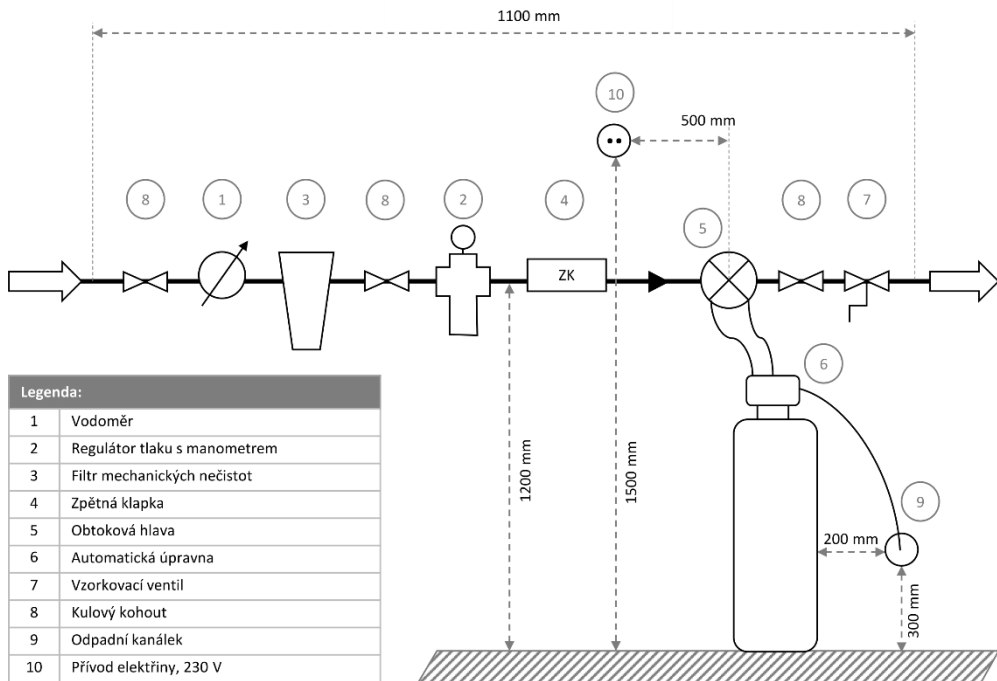 1100 mm
10
500 mm
8
1
3
8
2
4
5
8
7
ZK
6
1200 mm
1500 mm
9
200 mm
300 mm
Legenda:
1 Vodoměr
2 Regulátor tlaku s manometrem
3 Filtr mechanických nečistot
4 Zpětná klapka
5 Obtoková hlava
6 Automatická úpravna
7 Vzorkovací ventil
8 Kulový kohout
9 Odpadní kanálek
10 Přívod elektřiny, 230 V